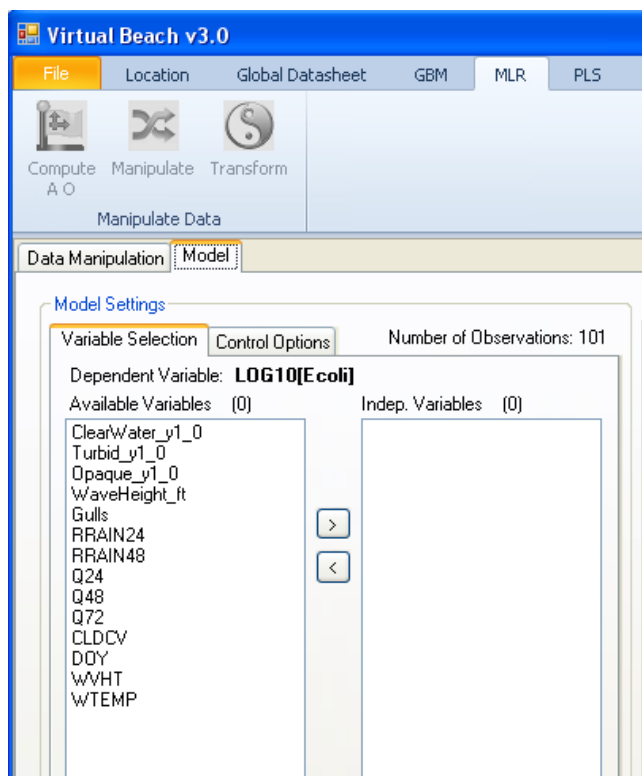 Virtual Beach v3.0
File Location Global Datasheet GBM MLR PLS
Compute Manipulate Transform
A O
Manipulate Data
Data Manipulation Model
Model Settings
Variable Selection Control Options Number of Observations: 101
Dependent Variable: LOG10[Ecoli]
Available Variables (0) Indep. Variables (0)
ClearWater_y1_0
Turbid_y1_0
Opaque_y1_0
WaveHeight_ft
Gulls
RRAIN24
RRAIN48
Q24
Q48
Q72
CLDCV
DOY
WVHT
WTEMP
>
<